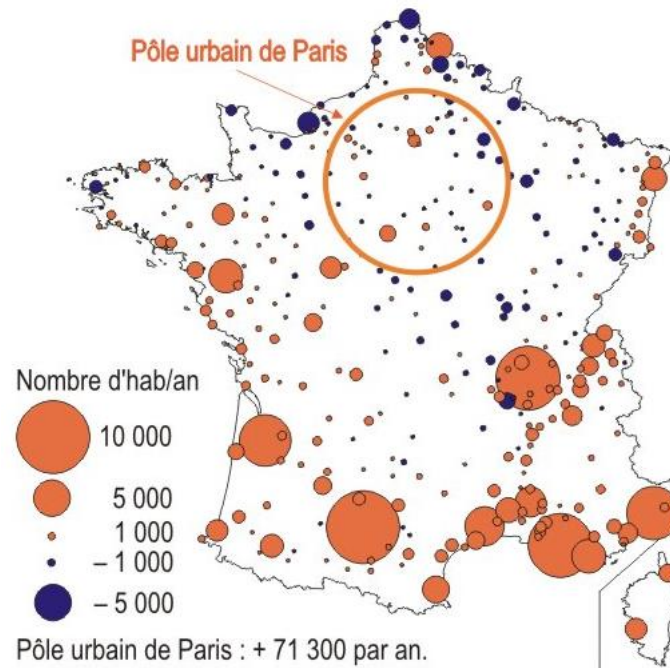 Pôle urbain de Paris
Nombre d'hab/an
10 000
5 000
1 000
– 1 000
– 5 000
Pôle urbain de Paris : + 71 300 par an.